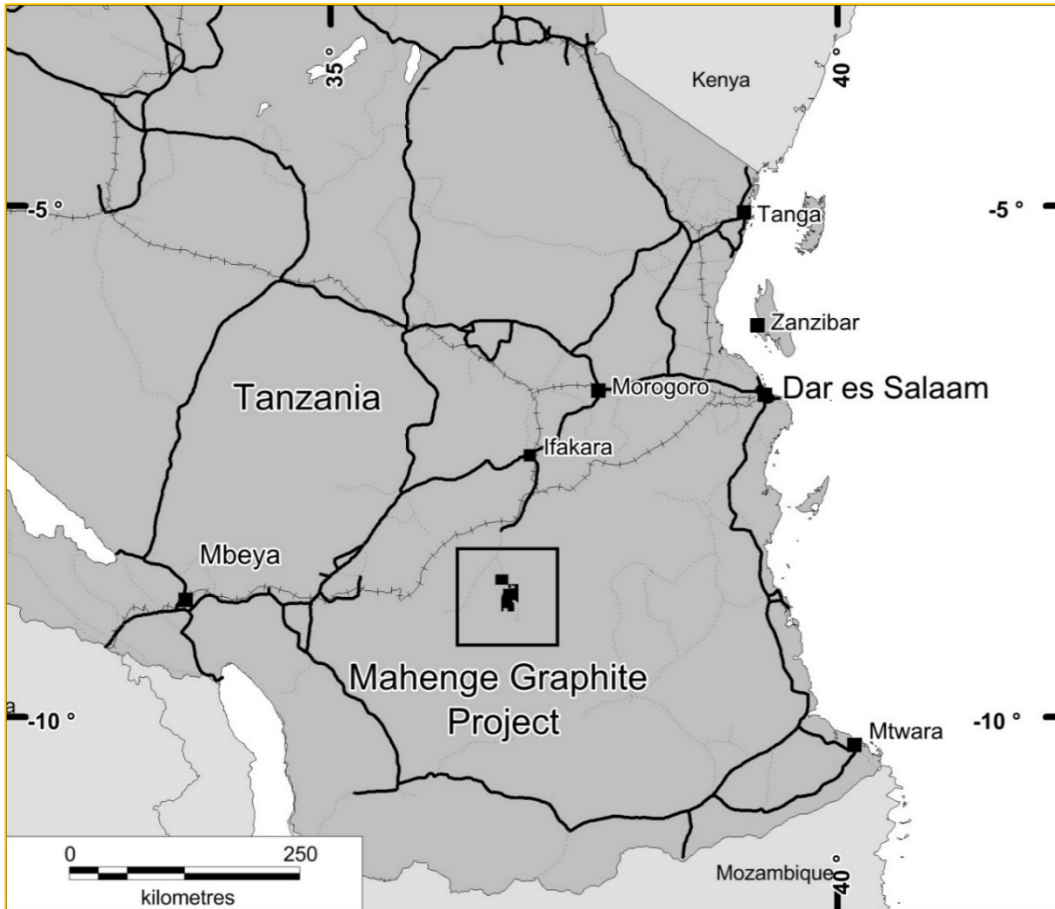 35 °
40 °
Kenya
-5 °
-5 °
Tanga
Zanzibar
Tanzania
Morogoro
Dar es Salaam
Ifakara
Mbeya
Mahenge Graphite
Project
a
-10 °
-10 °
Mtwara
0
250
kilometres
Mozambique
40 °